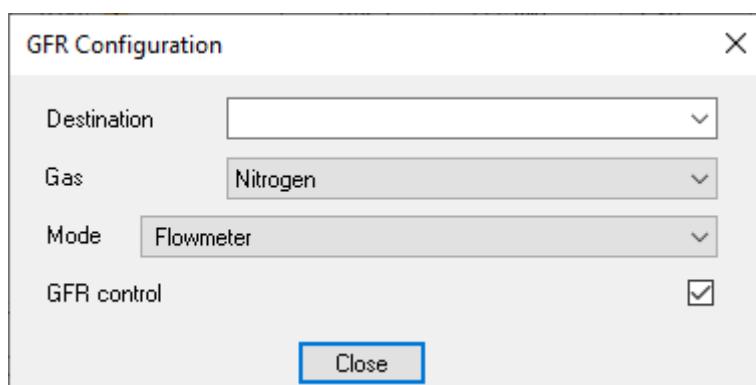 GFR Configuration
Destination
Gas Nitrogen
Mode Flowmeter
GFR control
Close